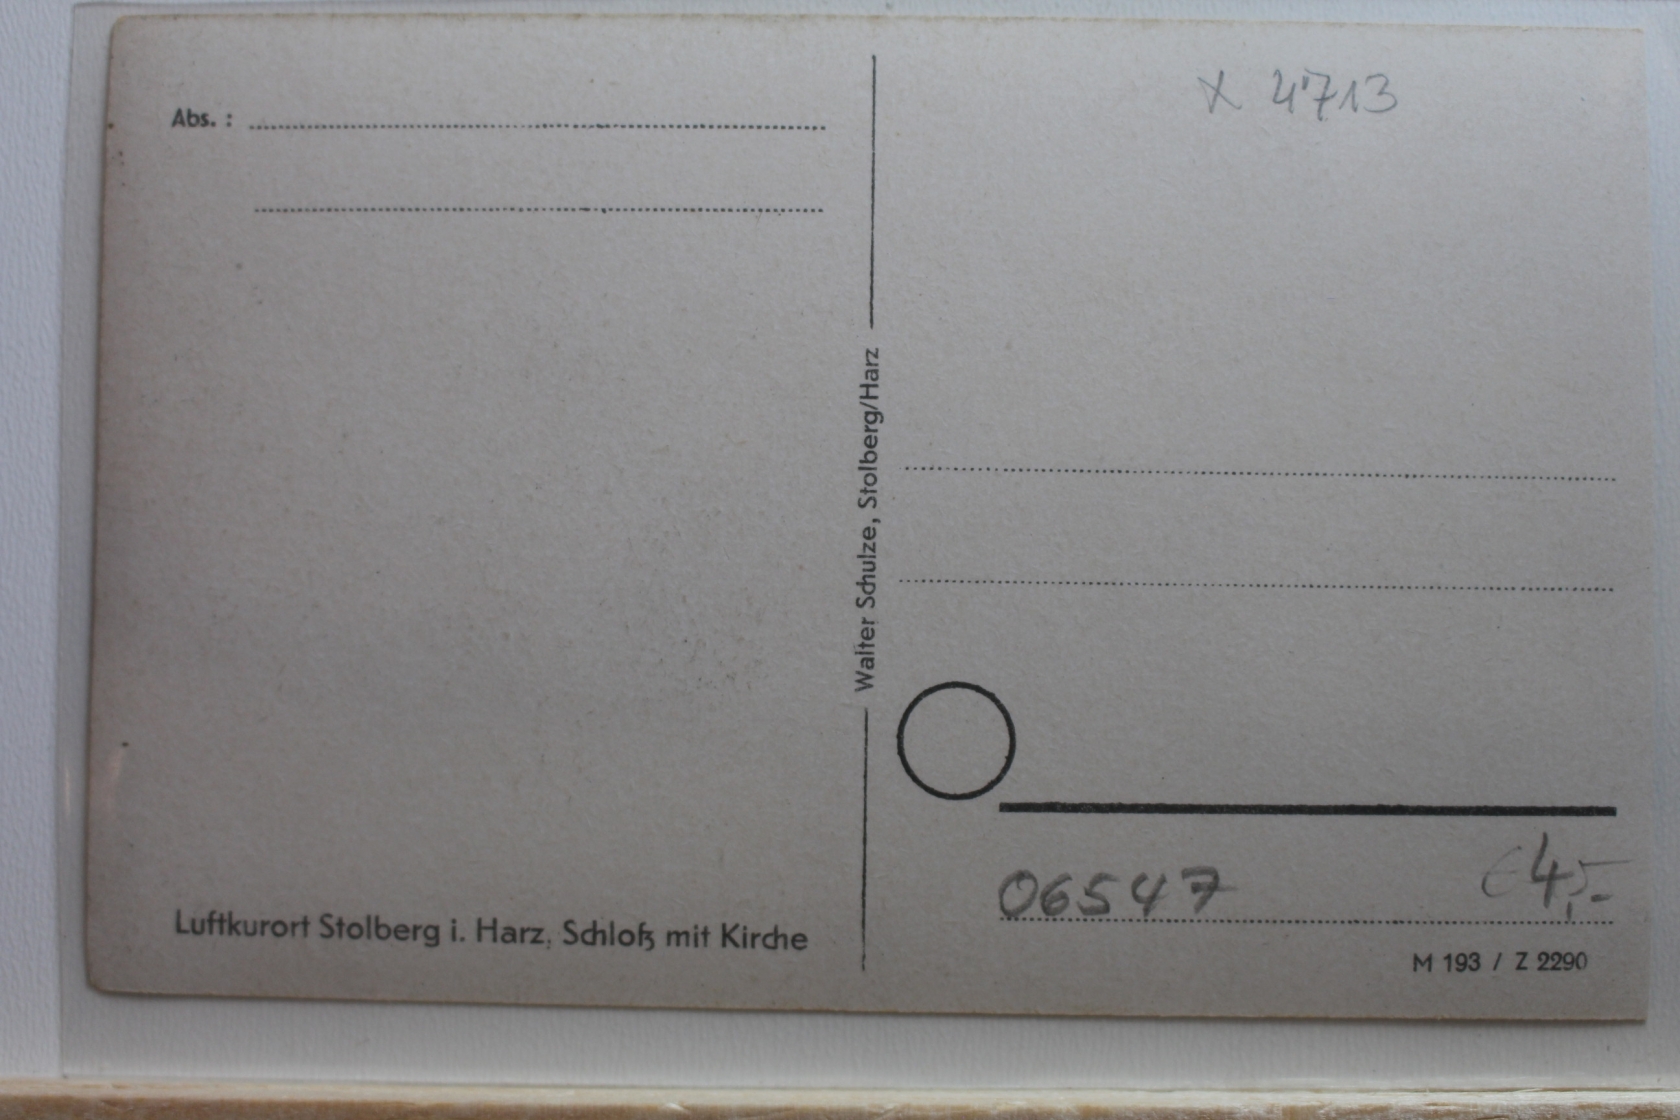 Abs. :
x 4713
Walter Schulze, Stolberg/Harz
06547
€ 4,-
Luftkurort Stolberg i. Harz, Schloß mit Kirche
M 193 / Z 2290